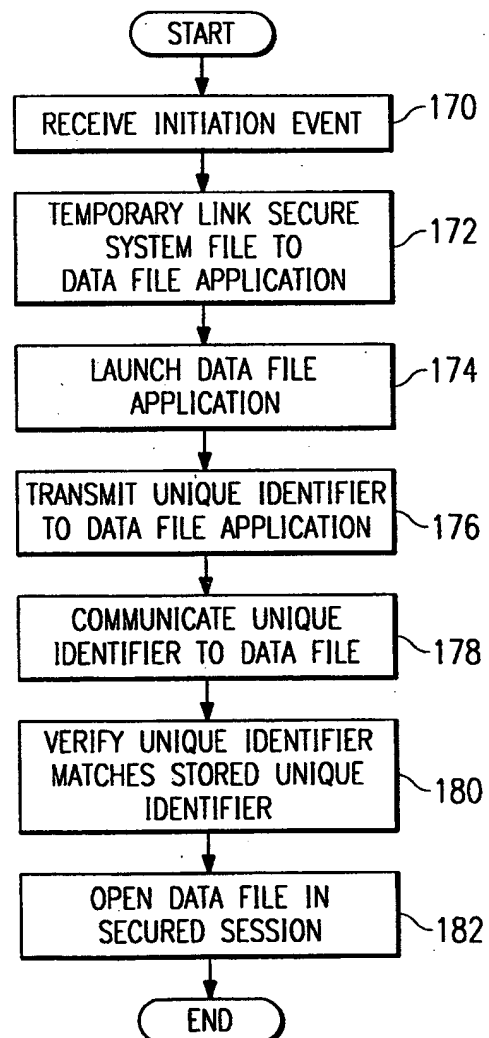 START
RECEIVE INITIATION EVENT
170
TEMPORARY LINK SECURE
SYSTEM FILE TO
DATA FILE APPLICATION
172
LAUNCH DATA FILE
APPLICATION
174
TRANSMIT UNIQUE IDENTIFIER
TO DATA FILE APPLICATION
176
COMMUNICATE UNIQUE
IDENTIFIER TO DATA FILE
178
VERIFY UNIQUE IDENTIFIER
MATCHES STORED UNIQUE
IDENTIFIER
180
OPEN DATA FILE IN
SECURED SESSION
182
END